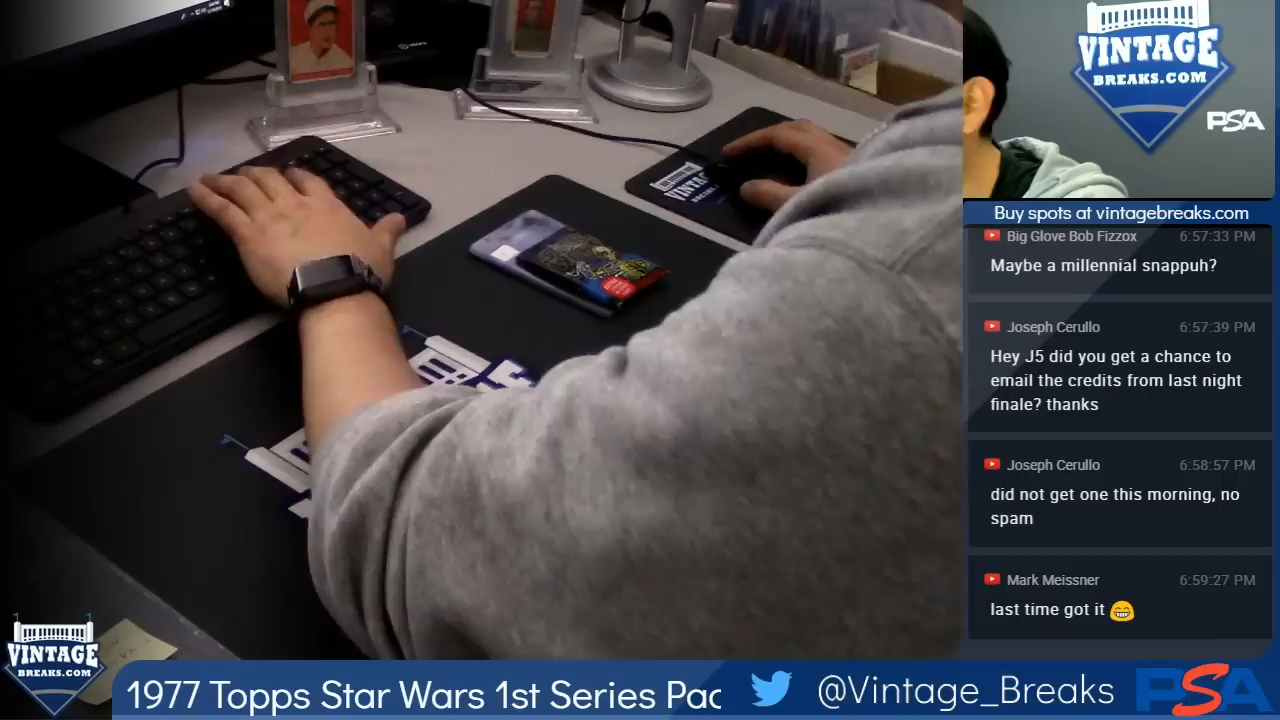 VINTAGE
BREAKS.COM
PSA
Buy spots at vintagebreaks.com
Big Glove Bob Fizzox 6:57:33 PM
Maybe a millennial snappuh?
Joseph Cerullo 6:57:39 PM
Hey J5 did you get a chance to
email the credits from last night
finale? thanks
Joseph Cerullo 6:58:57 PM
did not get one this morning, no
spam
Mark Meissner 6:59:27 PM
last time got it
VINTAGE
BREAKS.COM
1977 Topps Star Wars 1st Series Pac
@Vintage_Breaks
PSA